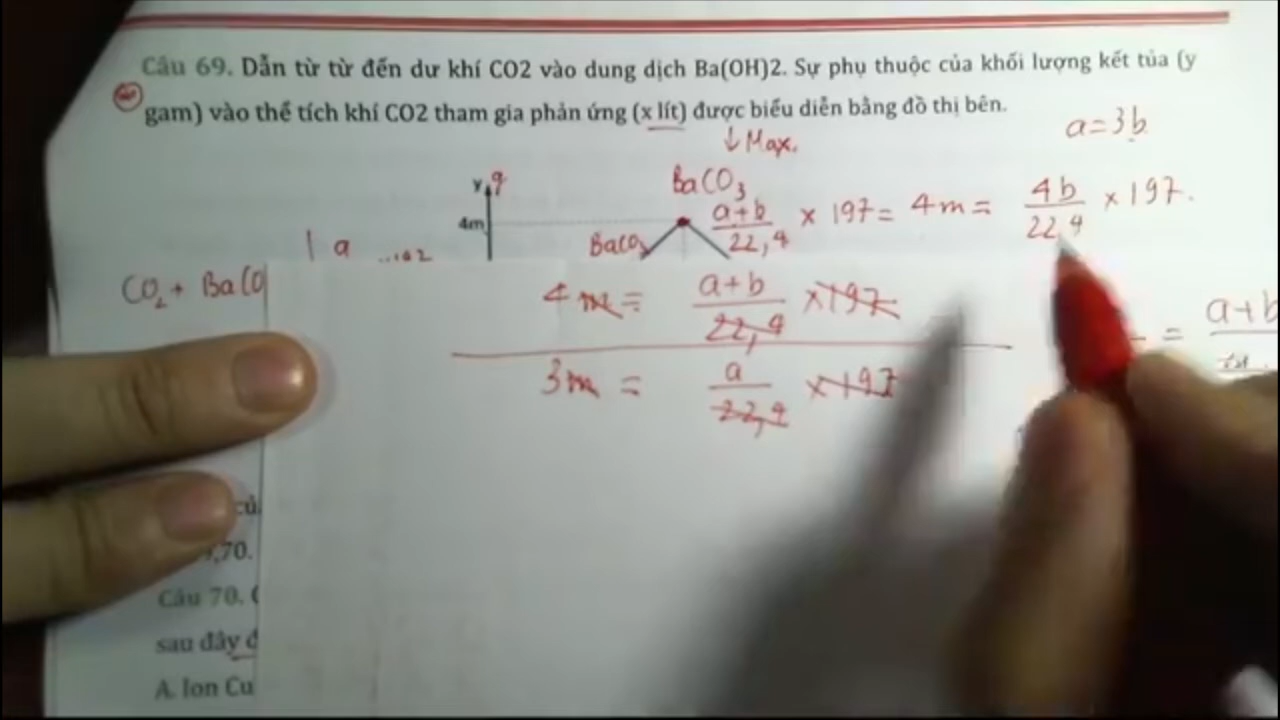 Câu 69. Dẫn từ từ đến dư khí CO2 vào dung dịch Ba(OH)2. Sự phụ thuộc của khối lượng kết tủa (y
gam) vào thể tích khí CO2 tham gia phản ứng (x lít) được biểu diễn bằng đồ thị bên.
a=3b
↓ Max.
y
BaCO3
4m
a+b/22,4 × 197 = 4m = 4b/22,4 × 197.
a
CO2 + BaCO
4m = a+b/22,4 × 197
= a+b
3m = a/22,4 × 197
củ
,70.
Câu 70.
sau đây
A. Ion Cu